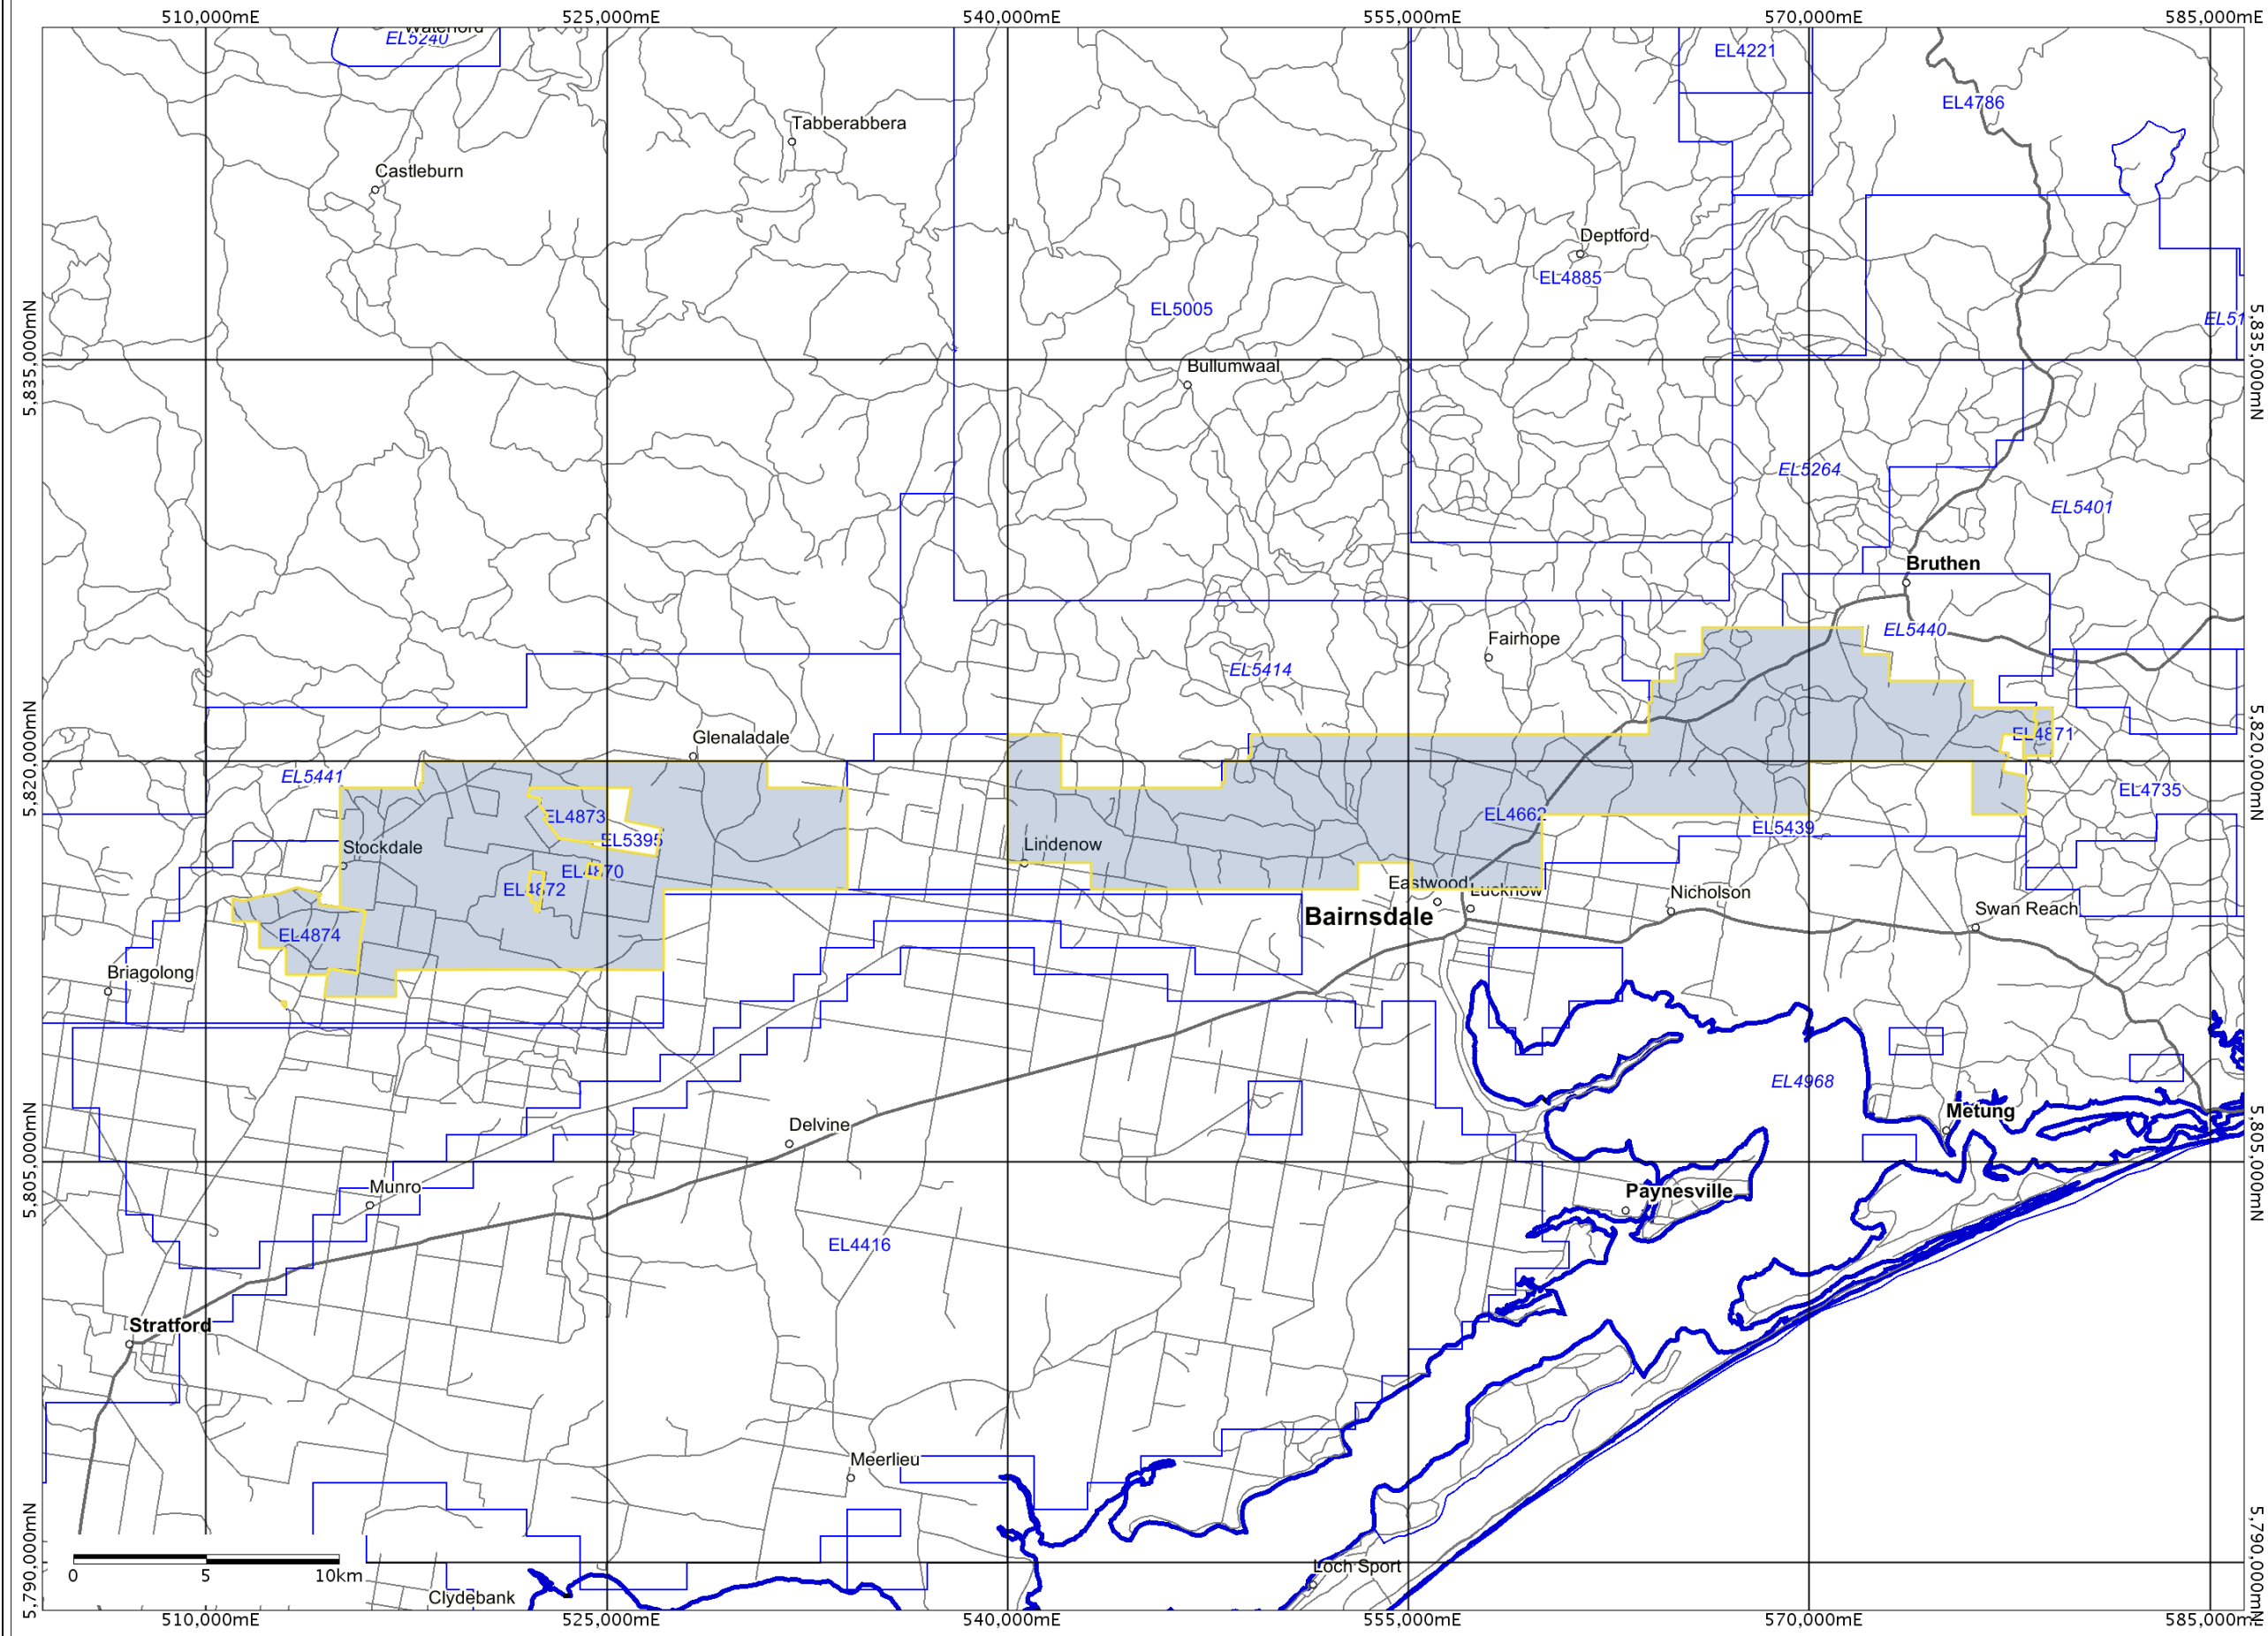 510,000mE
525,000mE
540,000mE
555,000mE
570,000mE
585,000mE
Waterford
EL5240
EL4221
EL4786
Tabberabbera
Castleburn
Deptford
EL4885
EL5005
EL51
5,835,000mN
5,835,000mN
Bullumwaal
EL5264
EL5401
Bruthen
EL5440
Fairhope
EL5414
5,820,000mN
5,820,000mN
Glenaladale
EL4871
EL5441
EL4735
EL4873
EL4662
EL5439
EL5395
Stockdale
Lindenow
EL4870
EL4872
Eastwood
Lucknow
Nicholson
Bairnsdale
Swan Reach
EL4874
Briagolong
EL4968
Metung
Delvine
5,805,000mN
5,805,000mN
Munro
Paynesville
EL4416
Stratford
Meerlieu
5,790,000mN
5,790,000mN
Loch Sport
0 5 10km
Clydebank
510,000mE
525,000mE
540,000mE
555,000mE
570,000mE
585,000mE